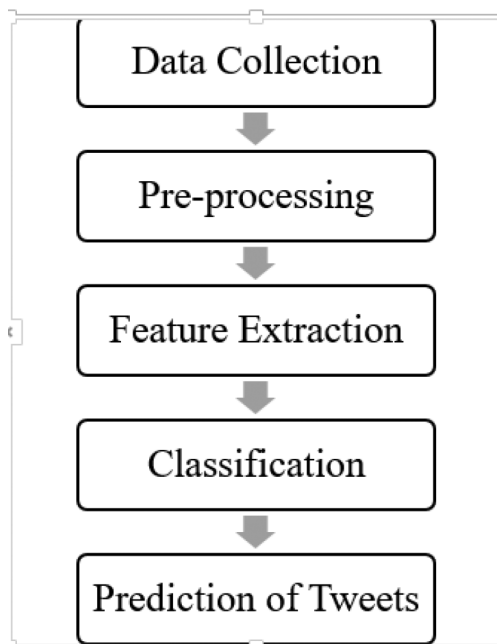 Data Collection
Pre-processing
Feature Extraction
Classification
Prediction of Tweets